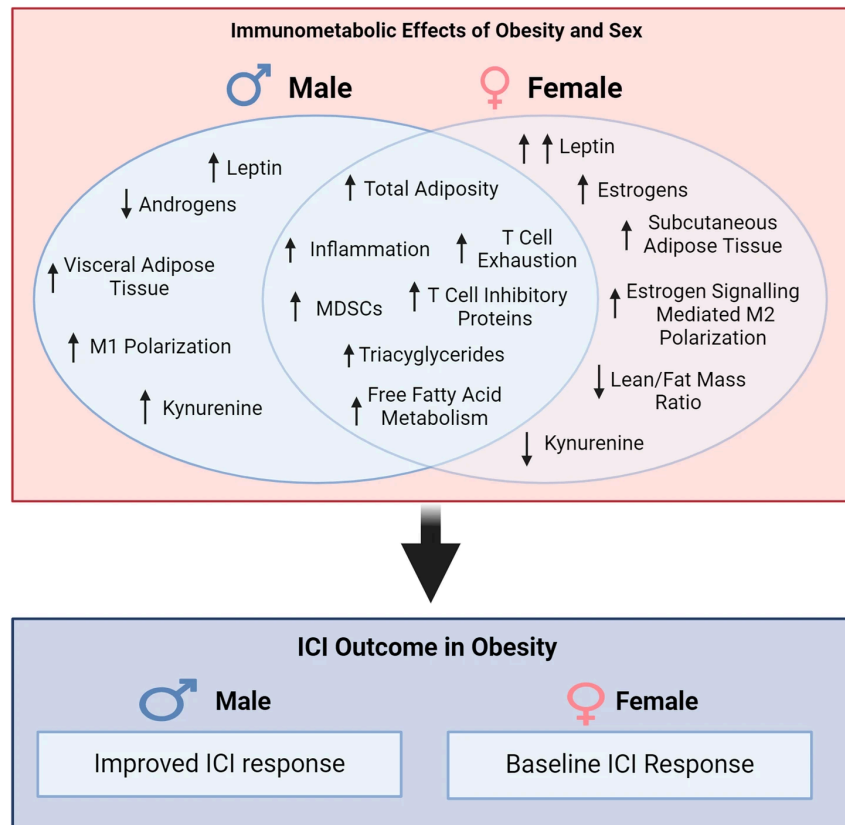 Immunometabolic Effects of Obesity and Sex
Male
Female
Leptin
Androgens
Visceral Adipose
Tissue
M1 Polarization
Kynurenine
Total Adiposity
Inflammation
T Cell
Exhaustion
MDSCs
T Cell Inhibitory
Proteins
Triacyglycerides
Free Fatty Acid
Metabolism
Leptin
Estrogens
Subcutaneous
Adipose Tissue
Estrogen Signalling
Mediated M2
Polarization
Lean/Fat Mass
Ratio
Kynurenine
ICI Outcome in Obesity
Male
Female
Improved ICI response
Baseline ICI Response